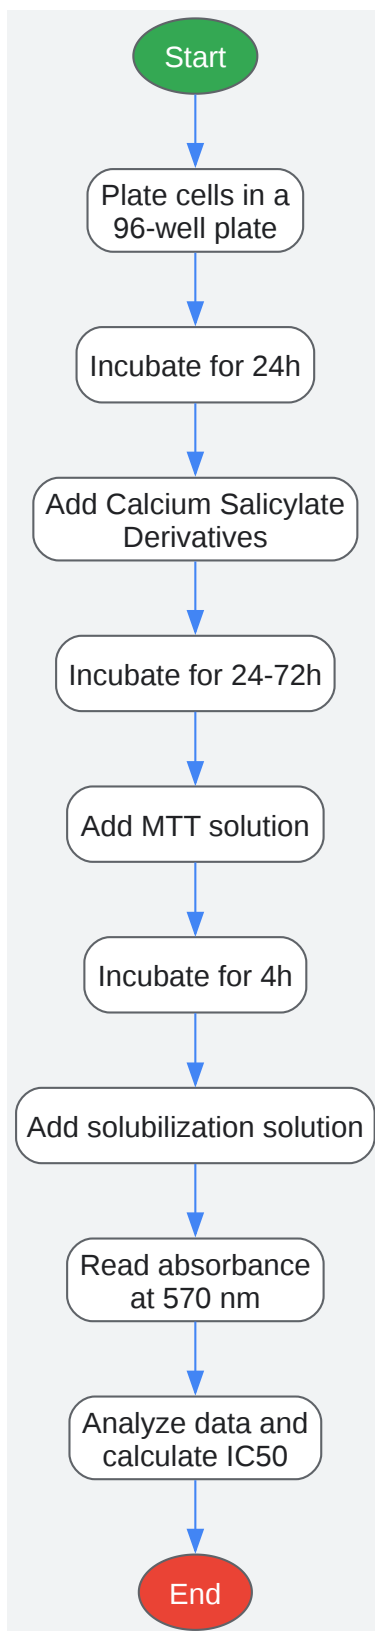 Start
Plate cells in a
96-well plate
Incubate for 24h
Add Calcium Salicylate
Derivatives
Incubate for 24-72h
Add MTT solution
Incubate for 4h
Add solubilization solution
Read absorbance
at 570 nm
Analyze data and
calculate IC50
End